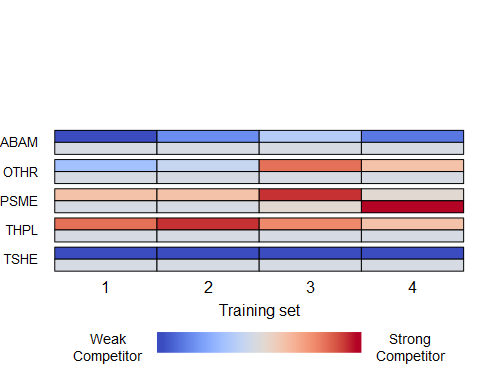 ABAM
OTHR
PSME
THPL
TSHE
1 2 3 4
Training set
Weak
Competitor
Strong
Competitor